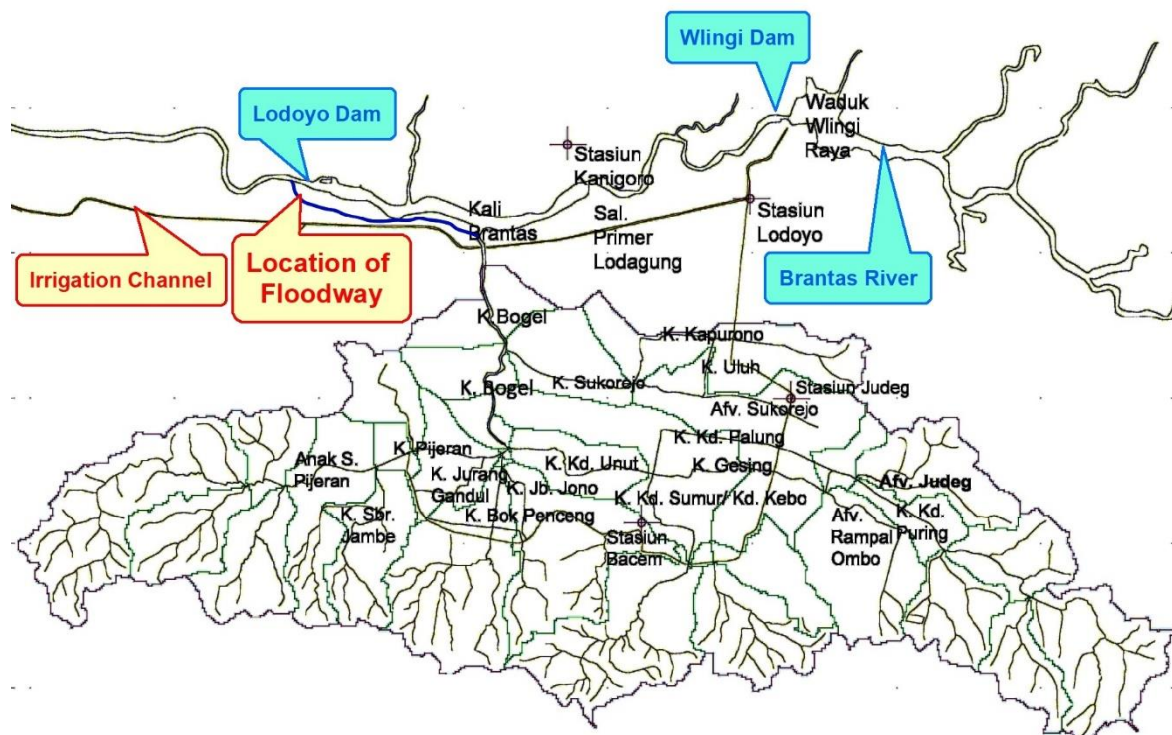 Wlingi Dam
Lodoyo Dam
Waduk
Wlingi
Raya
Stasiun
Kanigoro
Kali
Brantas
Sal.
Primer
Lodagung
Stasiun
Lodoyo
Irrigation Channel
Location of
Floodway
Brantas River
K Bogel
K. Kapurono
K. Uluh
K. Bogel
K. Sukorejo
Stasiun Judeg
Afv. Sukorejo
K. Kd. Palung
K. Pijeran
Anak S.
Pijeran
K. Jurang
Gandul
K. Kd. Unut
K. Gesing
K. Jb. Jono
K. Kd. Sumur/ Kd. Kebo
Afv. Judeg
K. Sbr.
Jambe
K. Bok Penceng
Stasiun
Bacem
Afv.
Rampal
Ombo
K. Kd.
Puring